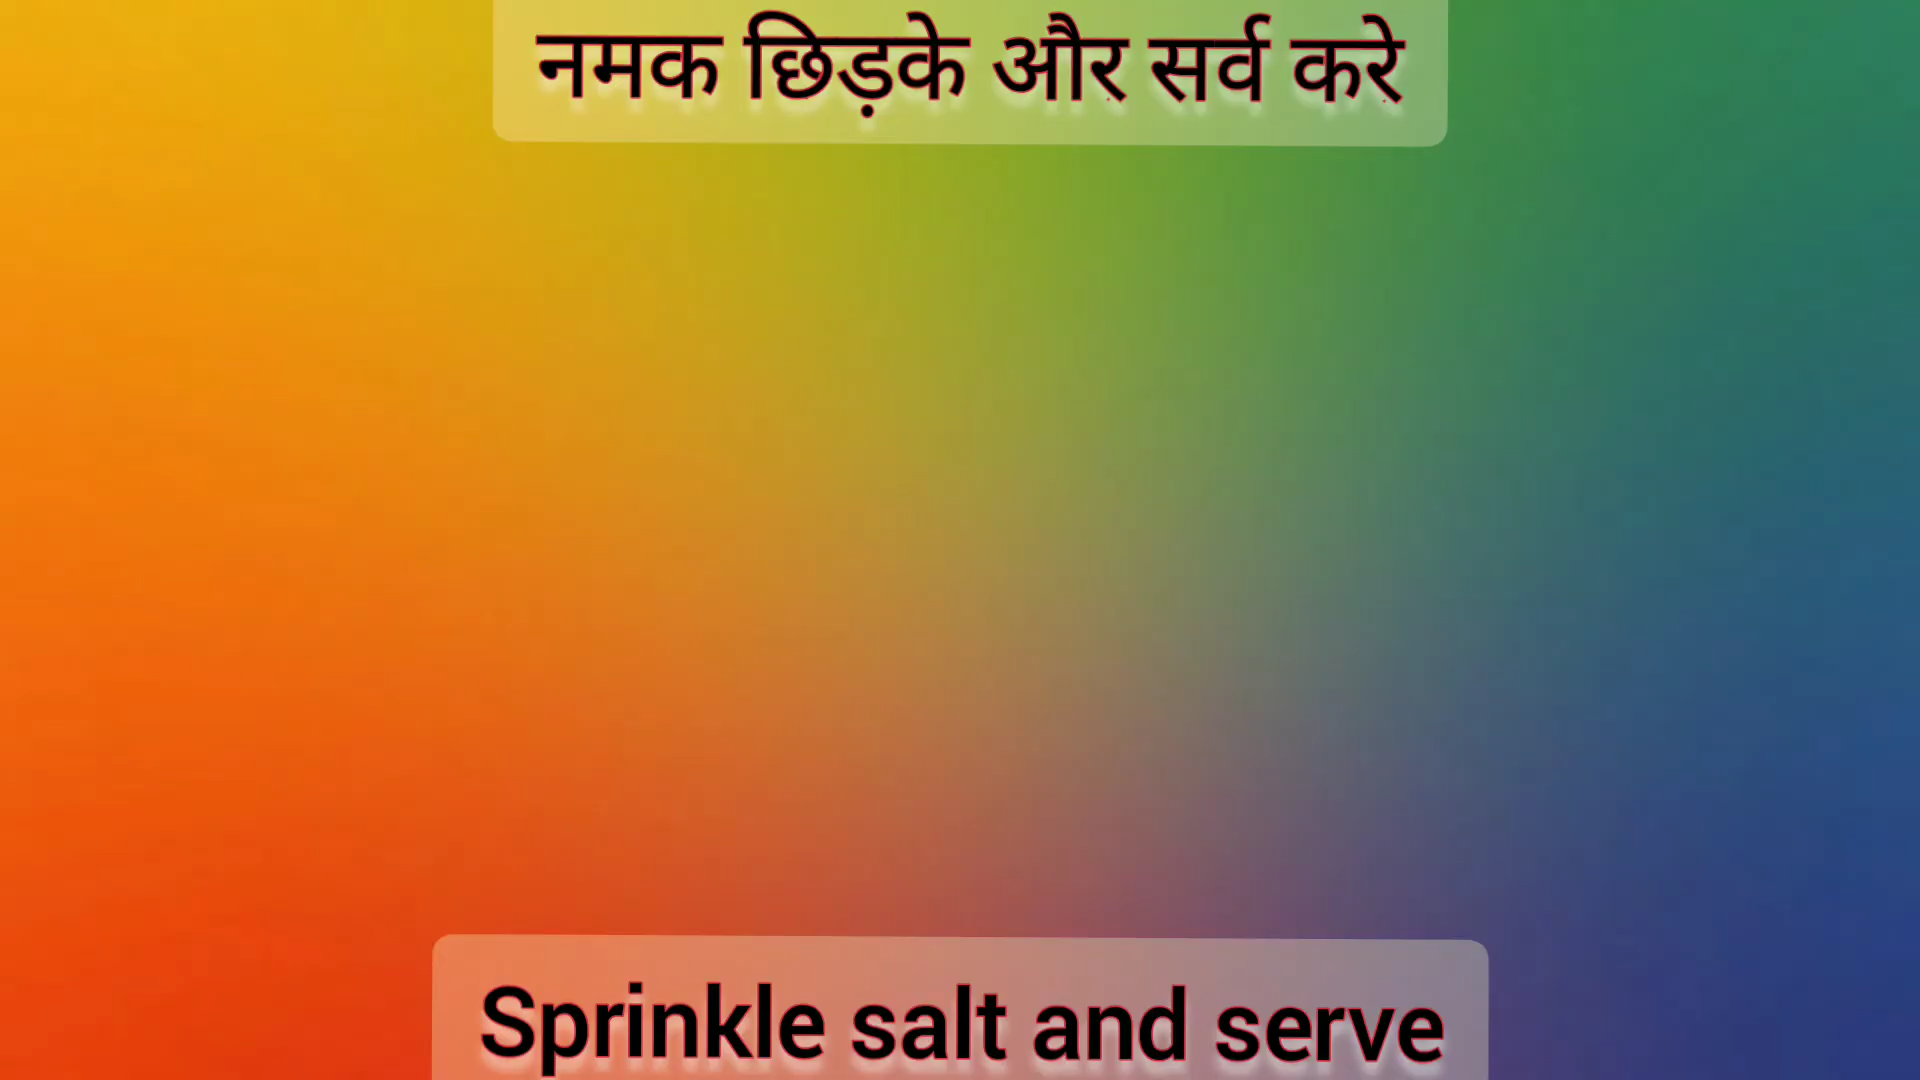 नमक छिड़के और सर्व करे
Sprinkle salt and serve